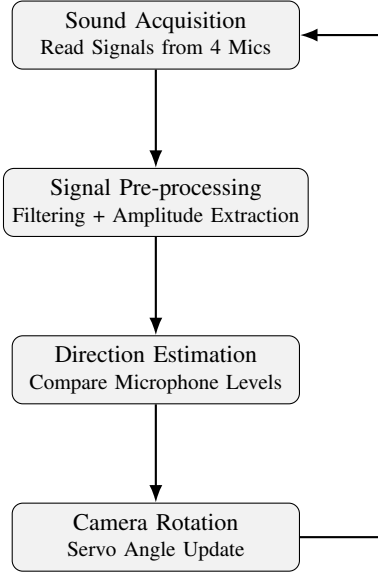 Sound Acquisition
Read Signals from 4 Mics
Signal Pre-processing
Filtering + Amplitude Extraction
Direction Estimation
Compare Microphone Levels
Camera Rotation
Servo Angle Update